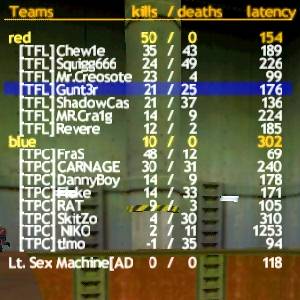 Teams kills / deaths latency
red 50 / 0 154
[TFL] Chew1e 35 / 43 189
[TFL] Squigg666 24 / 49 226
[TFL] Mr.Creosote 23 / 4 99
[TFL] Gunt3r 21 / 25 176
[TFL] ShadowCas 21 / 37 136
[TFL] MR.Cra1g 14 / 9 224
[TFL] Revere 12 / 2 185
blue 10 / 0 302
[TPC] FraS 48 / 12 69
[TPC] CARNAGE 30 / 31 240
[TPC] DannyBoy 14 / 9 178
[TPC] 14 / 33 171
[TPC] RAT / 3 105
[TPC] SkitZo 4 / 30 310
[TPC] NIKO 2 / 11 1253
[TPC] tImo -1 / 35 94
Lt. Sex Machine[AD 0 / 0 118